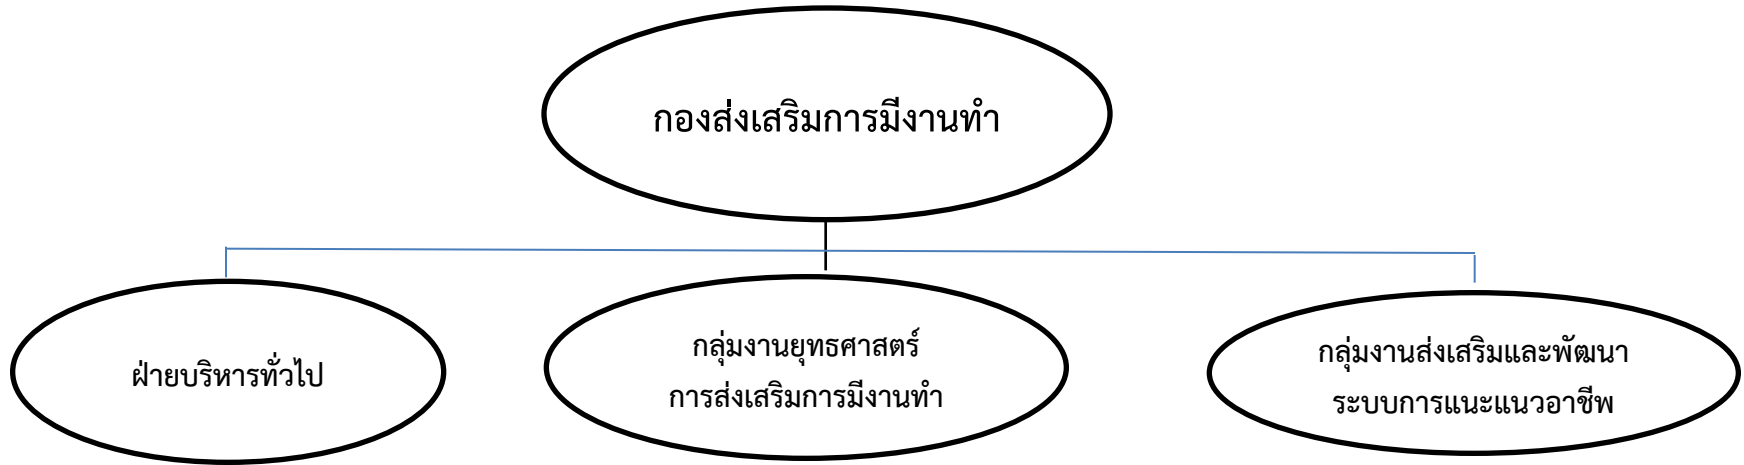 กองส่งเสริมการมีงานทำ
ฝ่ายบริหารทั่วไป
กลุ่มงานยุทธศาสตร์
การส่งเสริมการมีงานทำ
กลุ่มงานส่งเสริมและพัฒนา
ระบบการแนะแนวอาชีพ